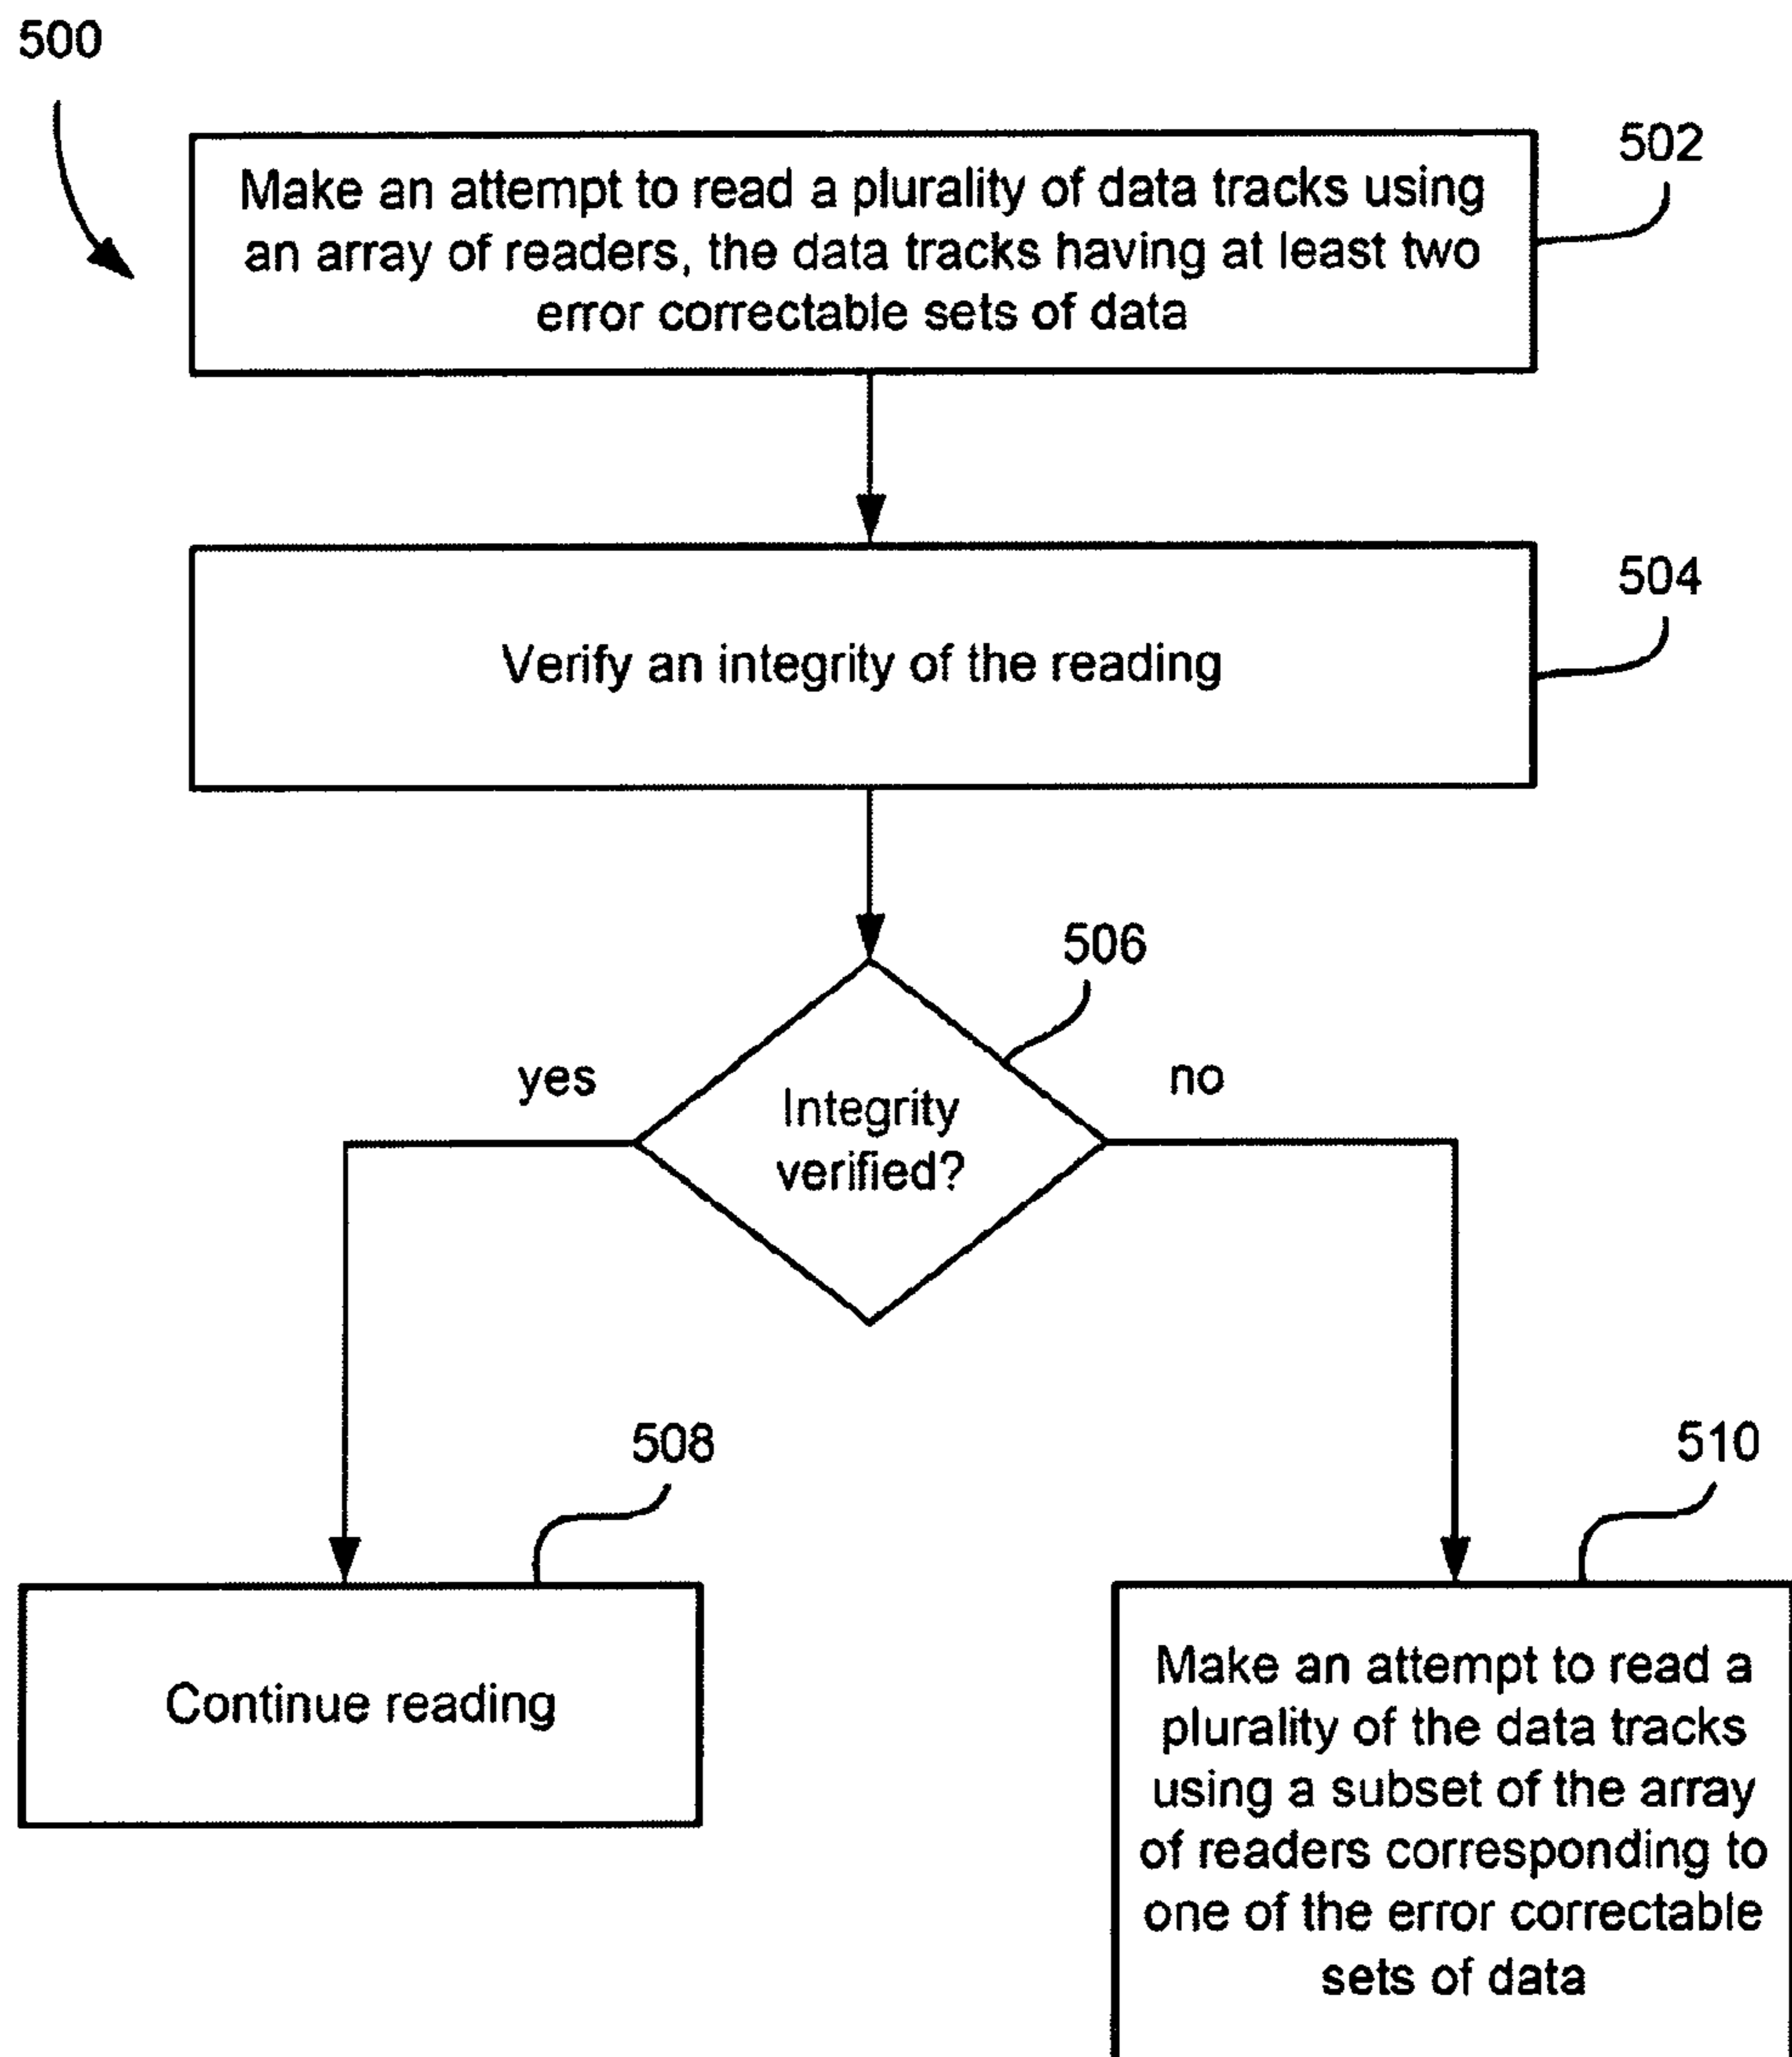 500
502
Make an attempt to read a plurality of data tracks using
an array of readers, the data tracks having at least two
error correctable sets of data
504
Verify an integrity of the reading
506
yes
no
Integrity
verified?
508
510
Continue reading
Make an attempt to read a
plurality of the data tracks
using a subset of the array
of readers corresponding to
one of the error correctable
sets of data